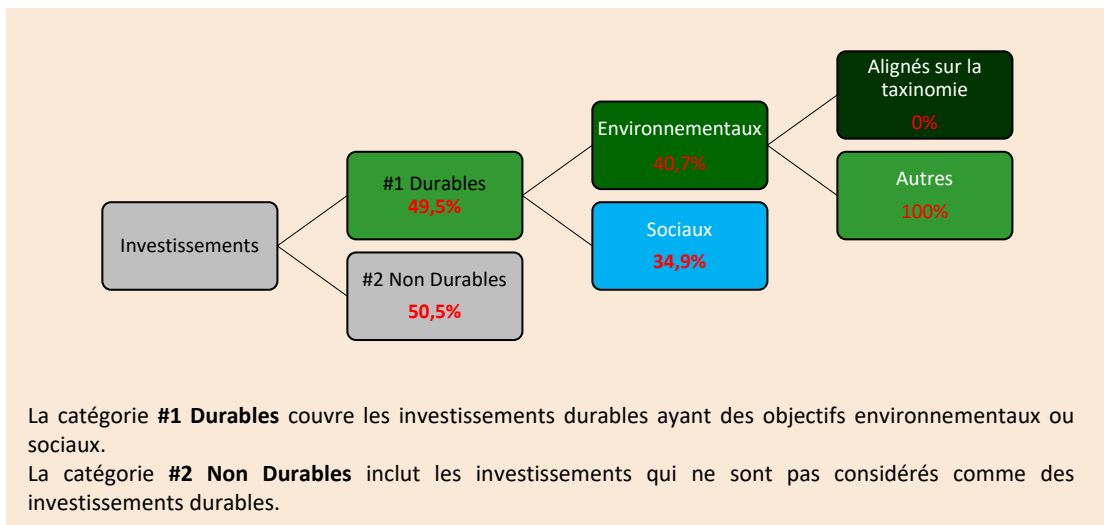 Investissements
#1 Durables
49,5%
#2 Non Durables
50,5%
Environnementaux
40,7%
Sociaux
34,9%
Alignés sur la
taxinomie
0%
Autres
100%
La catégorie #1 Durables couvre les investissements durables ayant des objectifs environnementaux ou
sociaux.
La catégorie #2 Non Durables inclut les investissements qui ne sont pas considérés comme des
investissements durables.